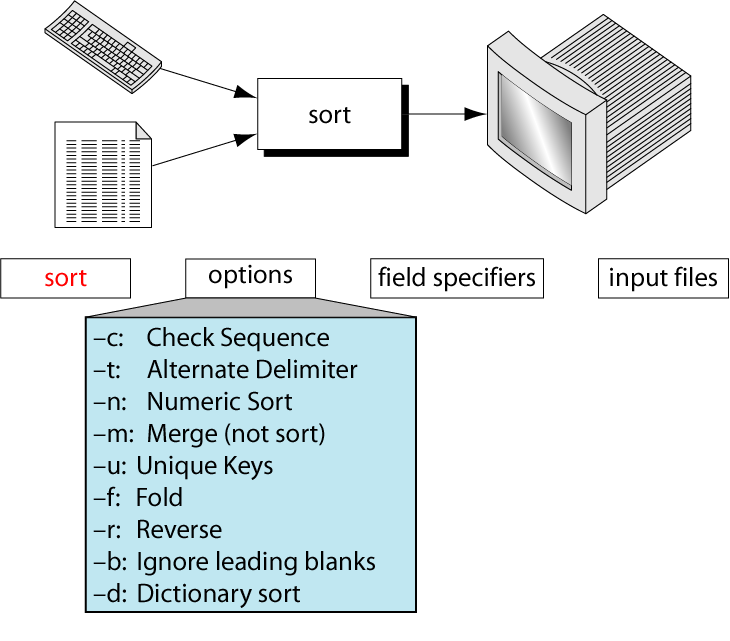 sort
sort
options
field specifiers
input files
–c: Check Sequence
–t: Alternate Delimiter
–n: Numeric Sort
–m: Merge (not sort)
–u: Unique Keys
–f: Fold
–r: Reverse
–b: Ignore leading blanks
–d: Dictionary sort